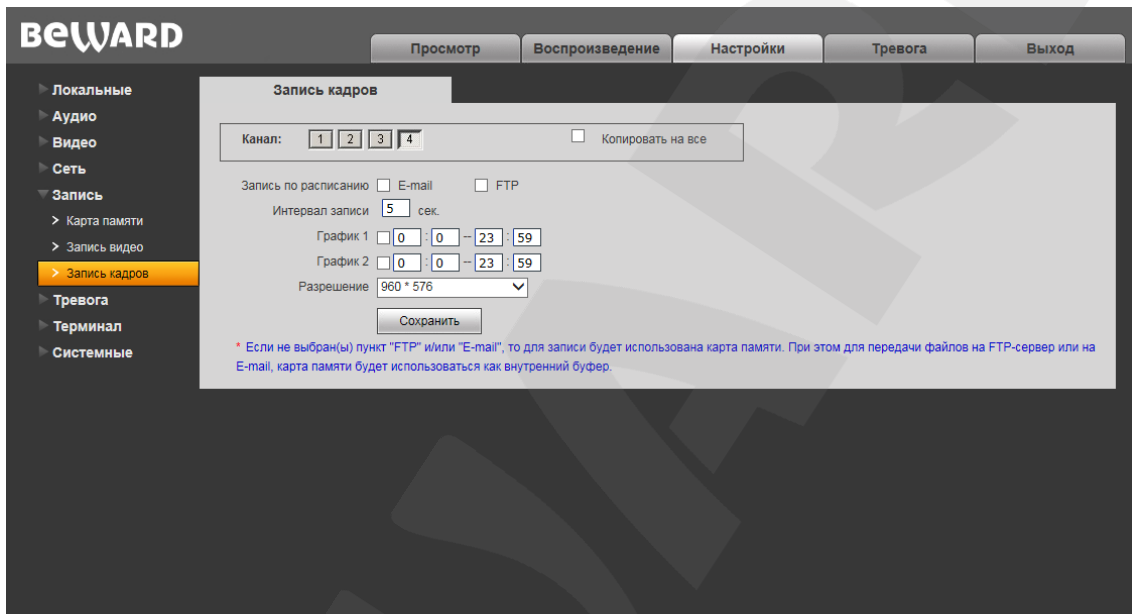 BEWARD
Просмотр Воспроизведение Настройки Тревога Выход
Локальные
Аудио
Видео
Сеть
Запись
> Карта памяти
> Запись видео
> Запись кадров
Тревога
Терминал
Системные
Запись кадров
Канал: 1 2 3 4 Копировать на все
Запись по расписанию E-mail FTP
Интервал записи 5 сек.
График 1 0 : 0 -- 23 : 59
График 2 0 : 0 -- 23 : 59
Разрешение 960 * 576
Сохранить
* Если не выбран(ы) пункт "FTP" и/или "E-mail", то для записи будет использована карта памяти. При этом для передачи файлов на FTP-сервер или на
E-mail, карта памяти будет использоваться как внутренний буфер.